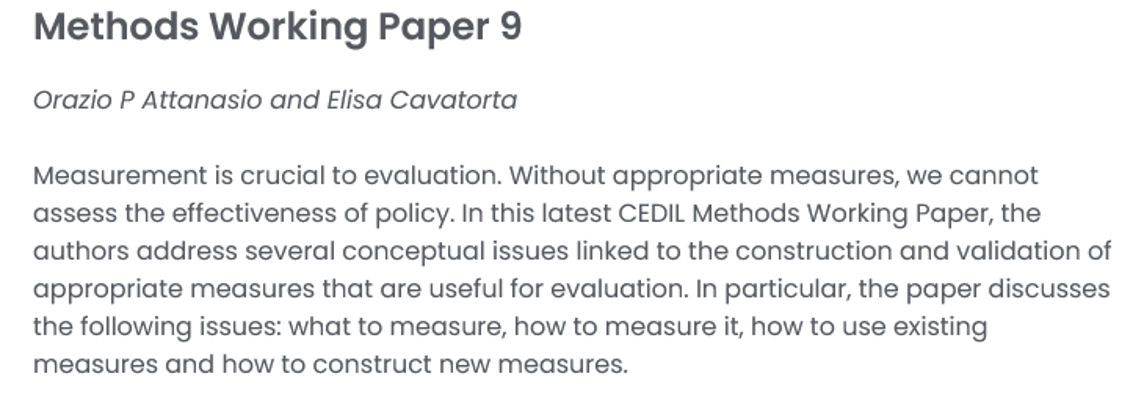 Methods Working Paper 9
Orazio P Attanasio and Elisa Cavatorta
Measurement is crucial to evaluation. Without appropriate measures, we cannot
assess the effectiveness of policy. In this latest CEDIL Methods Working Paper, the
authors address several conceptual issues linked to the construction and validation of
appropriate measures that are useful for evaluation. In particular, the paper discusses
the following issues: what to measure, how to measure it, how to use existing
measures and how to construct new measures.